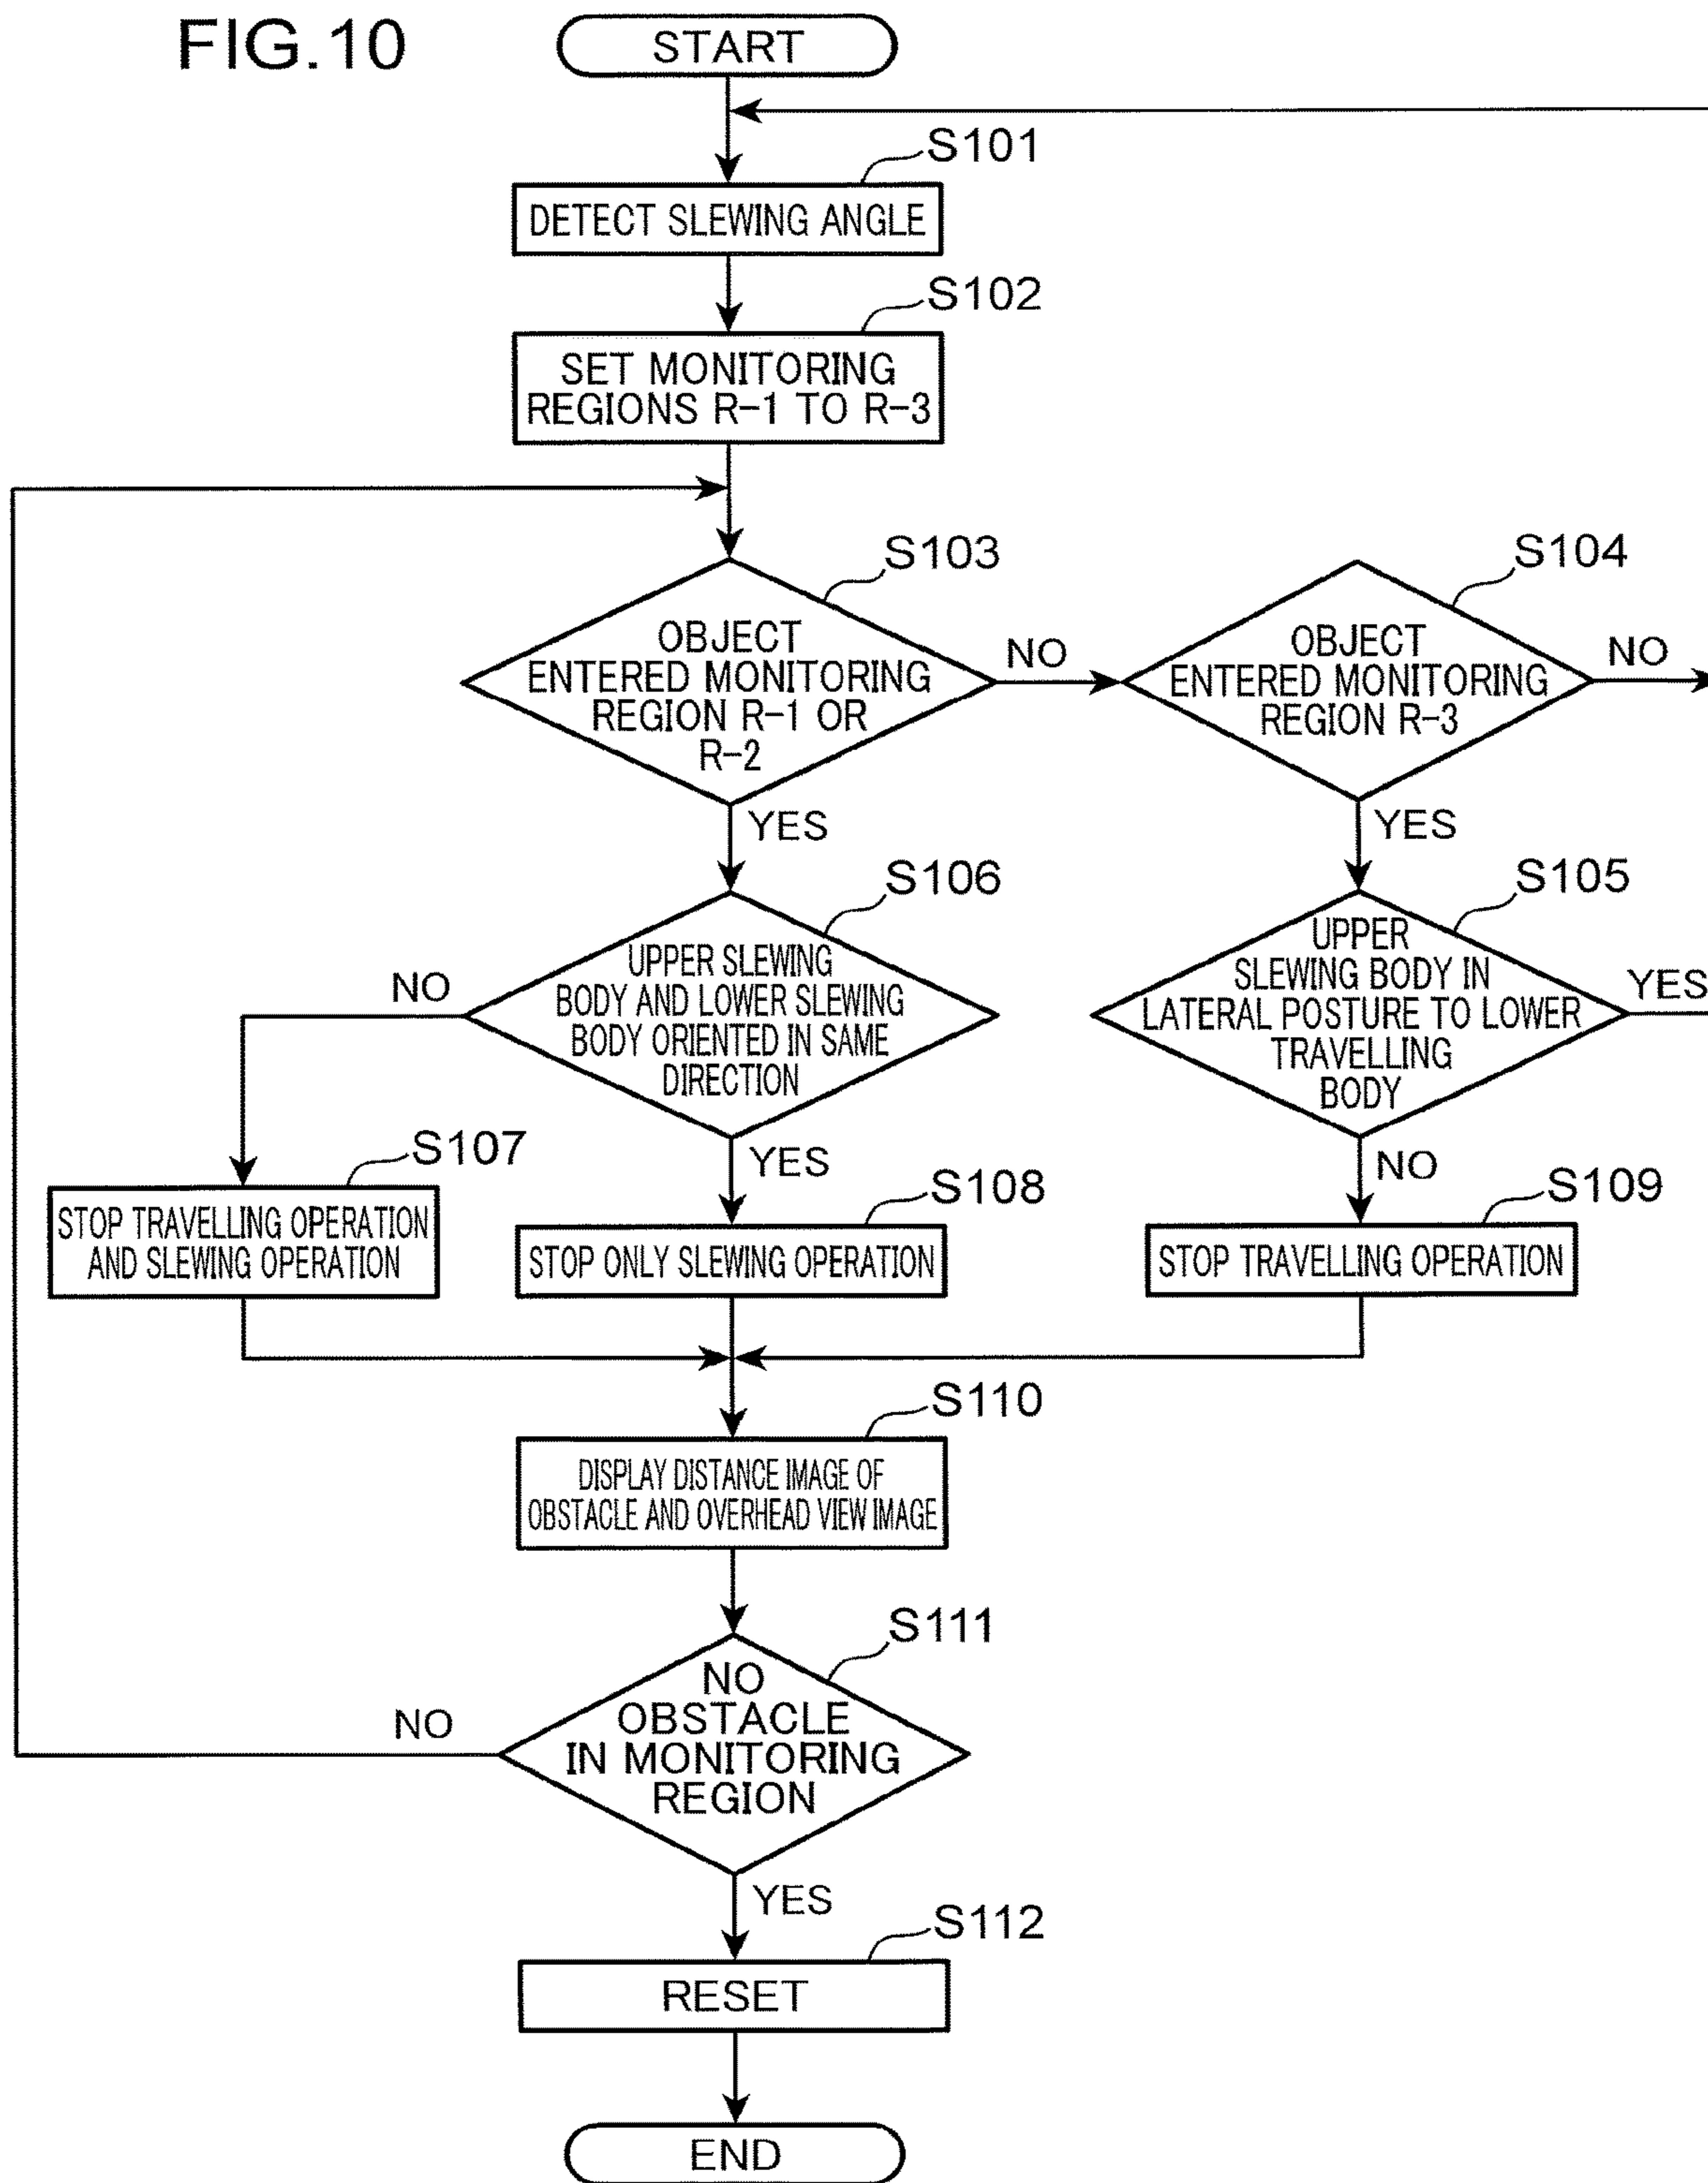 FIG.10
START
S101
DETECT SLEWING ANGLE
S102
SET MONITORING
REGIONS R-1 TO R-3
S103
OBJECT
ENTERED MONITORING
REGION R-1 OR
R-2
NO
S104
OBJECT
ENTERED MONITORING
REGION R-3
NO
YES
YES
S106
UPPER SLEWING
BODY AND LOWER SLEWING
BODY ORIENTED IN SAME
DIRECTION
NO
S105
UPPER
SLEWING BODY IN
LATERAL POSTURE TO LOWER
TRAVELLING
BODY
YES
S107
STOP TRAVELLING OPERATION
AND SLEWING OPERATION
YES
S108
STOP ONLY SLEWING OPERATION
NO
S109
STOP TRAVELLING OPERATION
S110
DISPLAY DISTANCE IMAGE OF
OBSTACLE AND OVERHEAD VIEW IMAGE
S111
NO
OBSTACLE
IN MONITORING
REGION
NO
YES
S112
RESET
END